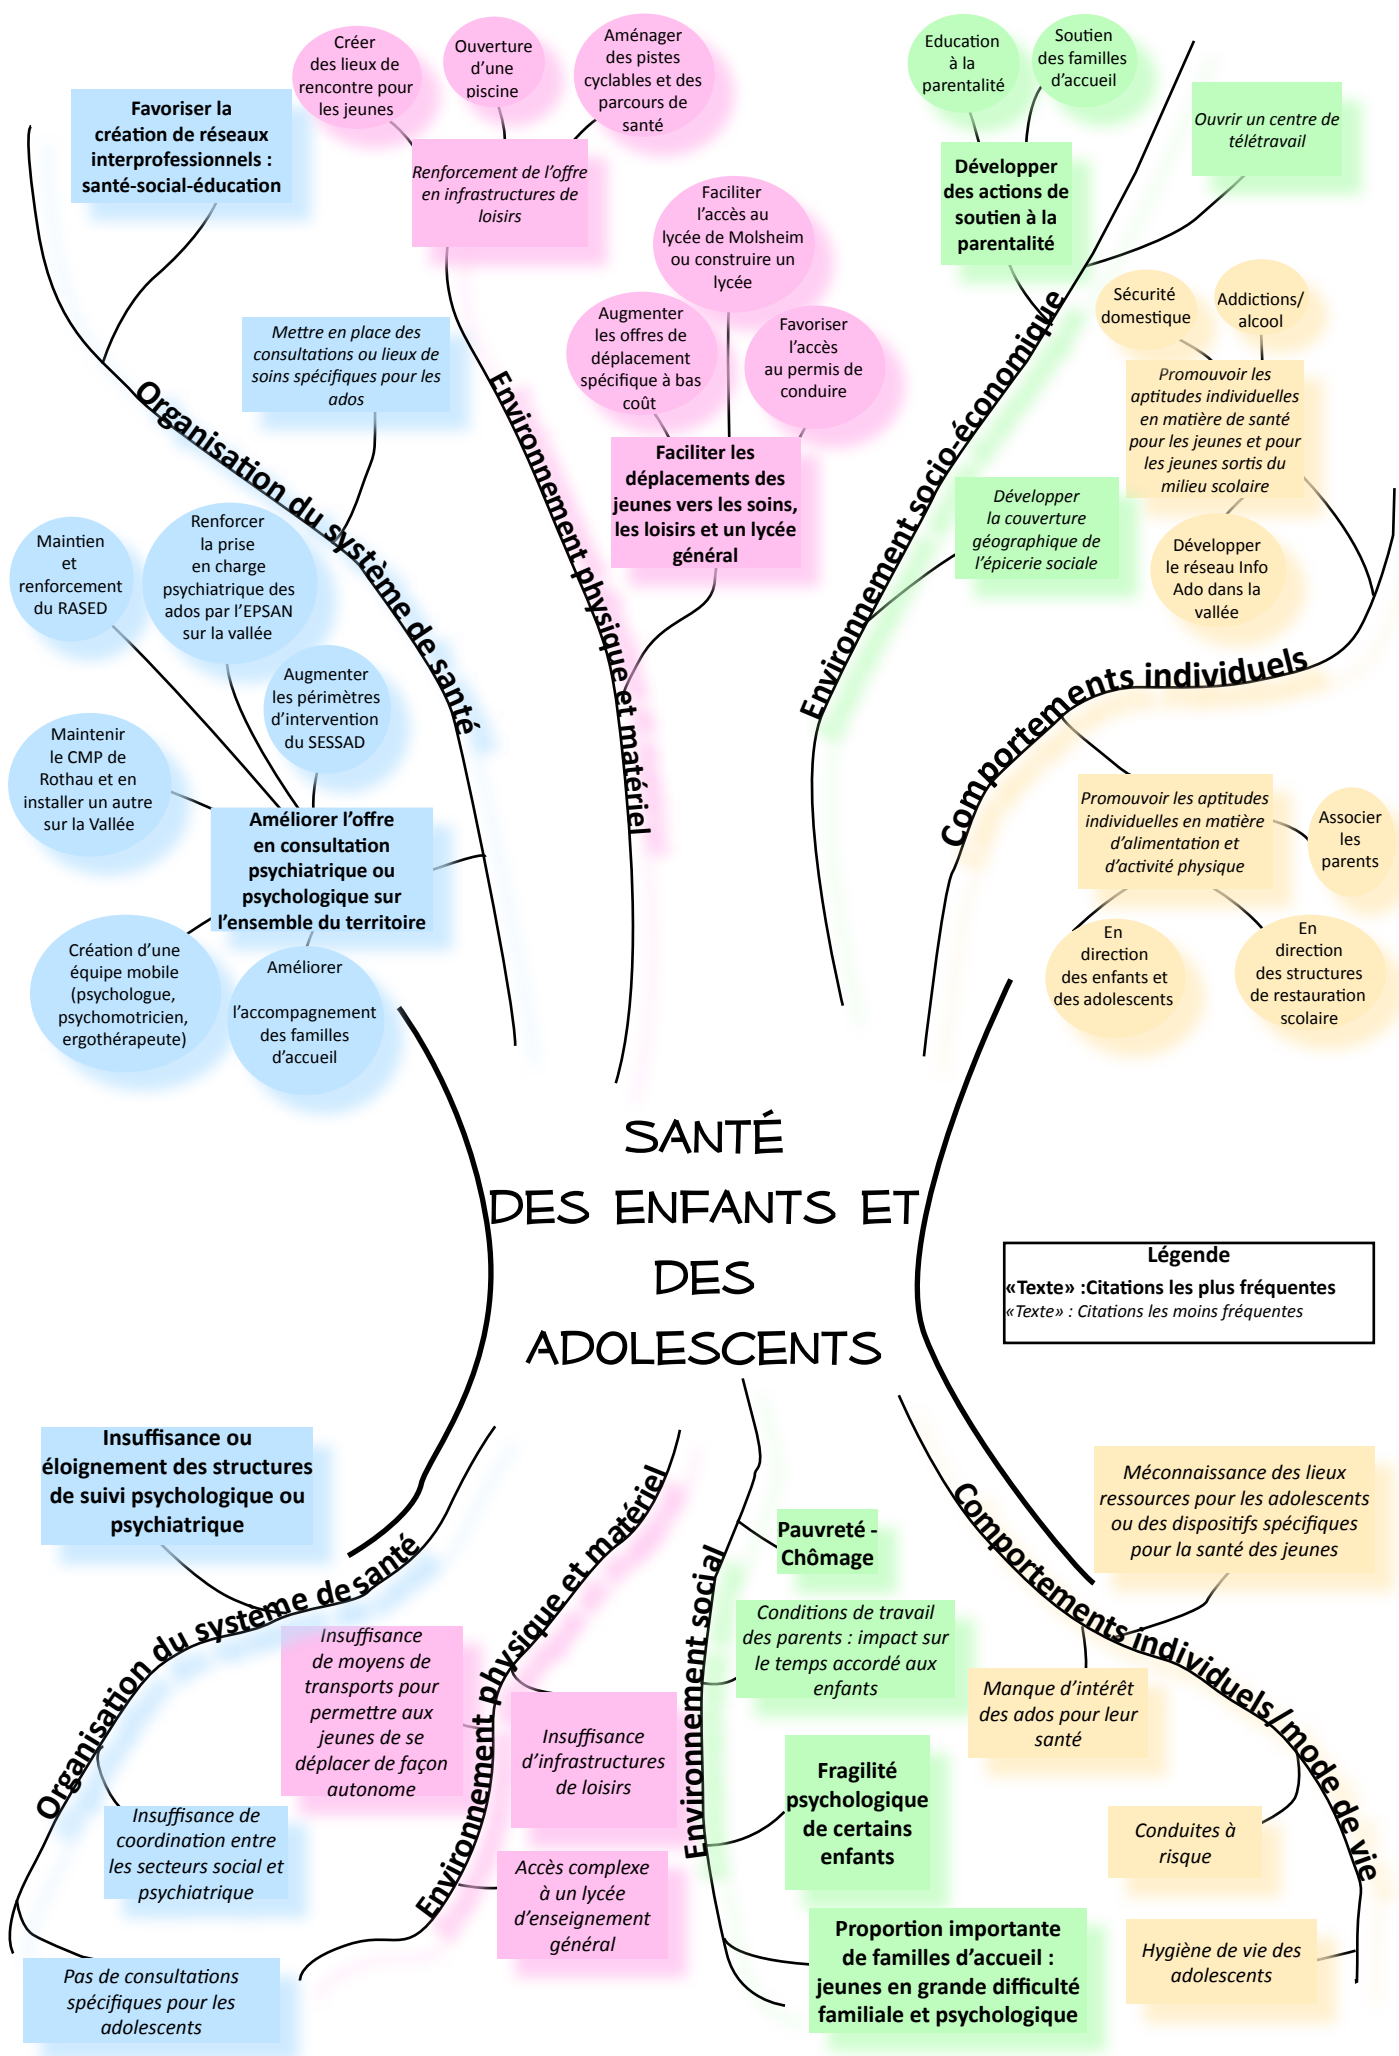 Créer
des lieux de
rencontre pour
les jeunes
Ouverture
d’une
piscine
Aménager
des pistes
cyclables et des
parcours de
santé
Education
à la
parentalité
Soutien
des familles
d’accueil
Favoriser la
création de réseaux
interprofessionnels :
santé-social-éducation
Renforcement de l’offre
en infrastructures de
loisirs
Développer
des actions de
soutien à la
parentalité
Ouvrir un centre de
télétravail
Faciliter
l’accès au
lycée de Molsheim
ou construire un
lycée
Augmenter
les offres de
déplacement
spécifique à bas
coût
Favoriser
l’accès
au permis de
conduire
Sécurité
domestique
Addictions/
alcool
Mettre en place des
consultations ou lieux de
soins spécifiques pour les
ados
Promouvoir les
aptitudes individuelles
en matière de santé
pour les jeunes et pour
les jeunes sortis du
milieu scolaire
Organisation du système de santé
Environnement physique et matériel
Environnement socio-économique
Comportements individuels
Faciliter les
déplacements des
jeunes vers les soins,
les loisirs et un lycée
général
Développer
la couverture
géographique de
l’épicerie sociale
Développer
le réseau Info
Ado dans la
vallée
Maintien
et
renforcement
du RASED
Renforcer
la prise
en charge
psychiatrique des
ados par l’EPSAN
sur la vallée
Augmenter
les périmètres
d’intervention
du SESSAD
Maintenir
le CMP de
Rothau et en
installer un autre
sur la Vallée
Améliorer l’offre
en consultation
psychiatrique ou
psychologique sur
l’ensemble du territoire
Promouvoir les aptitudes
individuelles en matière
d’alimentation et
d’activité physique
Associer
les
parents
Création d’une
équipe mobile
(psychologue,
psychomotricien,
ergothérapeute)
Améliorer
l’accompagnement
des familles
d’accueil
En
direction
des enfants et
des adolescents
En
direction
des structures
de restauration
scolaire
SANTÉ
DES ENFANTS ET
DES
ADOLESCENTS
Légende
«Texte» :Citations les plus fréquentes
«Texte» : Citations les moins fréquentes
Insuffisance ou
éloignement des structures
de suivi psychologique ou
psychiatrique
Organisation du système de santé
Environnement physique et matériel
Environnement social
Comportements individuels/mode de vie
Pauvreté -
Chômage
Méconnaissance des lieux
ressources pour les adolescents
ou des dispositifs spécifiques
pour la santé des jeunes
Insuffisance
de moyens de
transports pour
permettre aux
jeunes de se
déplacer de façon
autonome
Conditions de travail
des parents : impact sur
le temps accordé aux
enfants
Manque d’intérêt
des ados pour leur
santé
Insuffisance
d’infrastructures
de loisirs
Fragilité
psychologique
de certains
enfants
Insuffisance de
coordination entre
les secteurs social et
psychiatrique
Conduites à
risque
Accès complexe
à un lycée
d’enseignement
général
Proportion importante
de familles d’accueil :
jeunes en grande difficulté
familiale et psychologique
Hygiène de vie des
adolescents
Pas de consultations
spécifiques pour les
adolescents